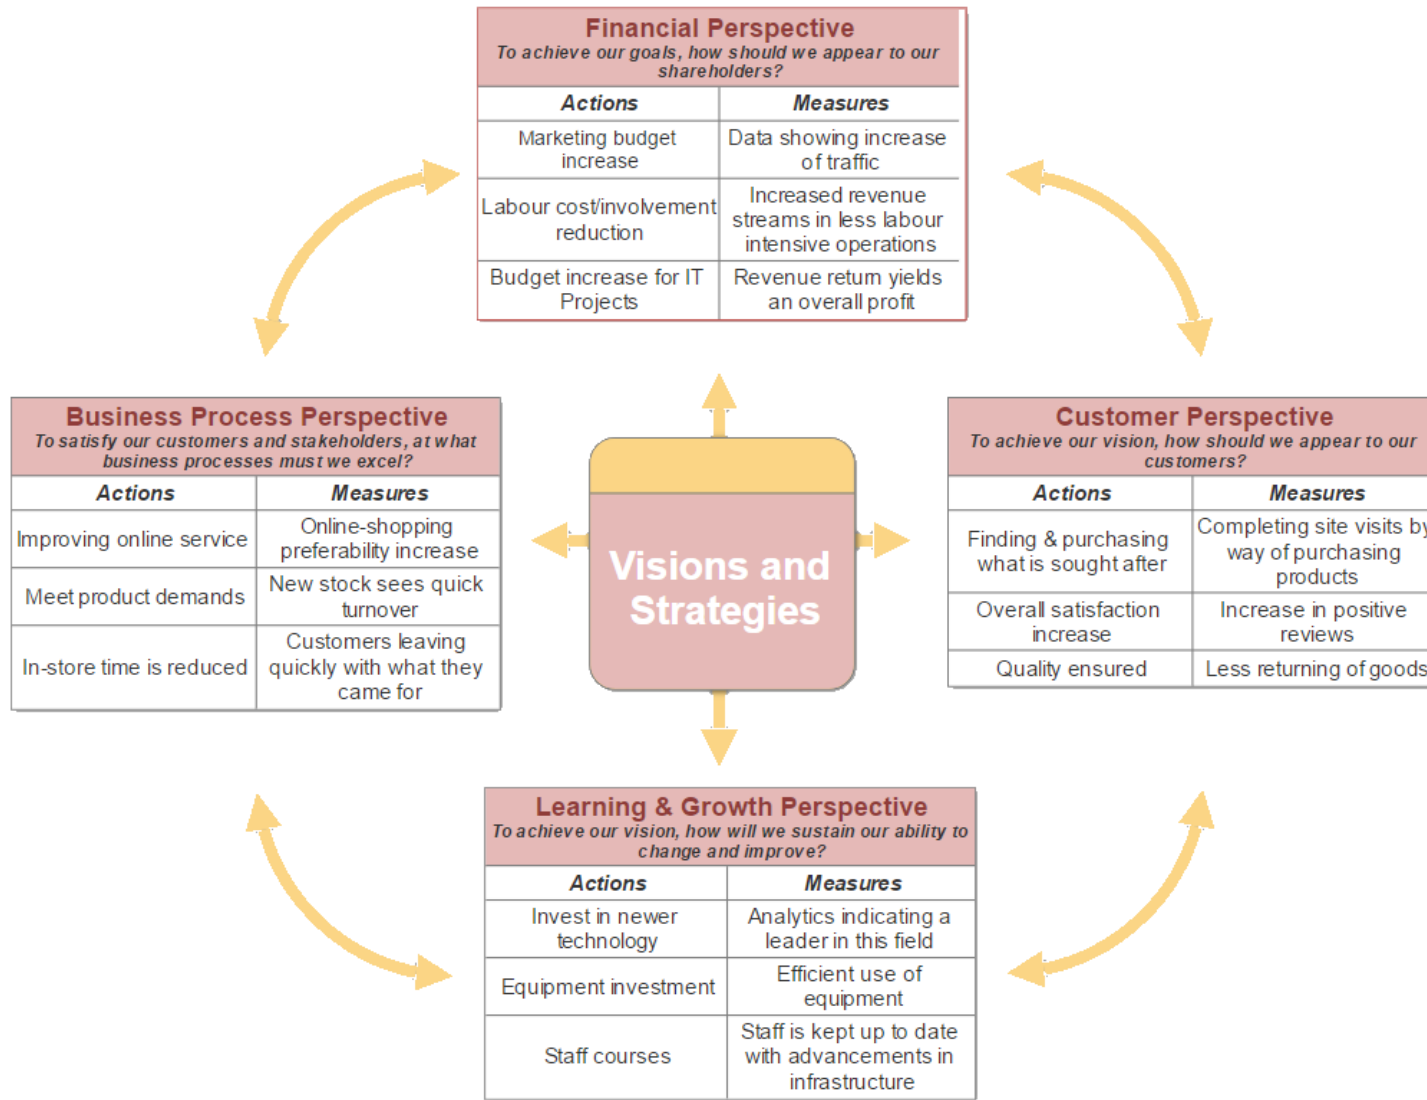 Financial Perspective
To achieve our goals, how should we appear to our
shareholders?
Actions
Measures
Marketing budget
increase
Data showing increase
of traffic
Labour cost/involvement
reduction
Increased revenue
streams in less labour
intensive operations
Budget increase for IT
Projects
Revenue return yields
an overall profit
Business Process Perspective
To satisfy our customers and stakeholders, at what
business processes must we excel?
Actions
Measures
Improving online service
Online-shopping
preferability increase
Meet product demands
New stock sees quick
turnover
In-store time is reduced
Customers leaving
quickly with what they
came for
Visions and
Strategies
Customer Perspective
To achieve our vision, how should we appear to our
customers?
Actions
Measures
Finding & purchasing
what is sought after
Completing site visits by
way of purchasing
products
Overall satisfaction
increase
Increase in positive
reviews
Quality ensured
Less returning of goods
Learning & Growth Perspective
To achieve our vision, how will we sustain our ability to
change and improve?
Actions
Measures
Invest in newer
technology
Analytics indicating a
leader in this field
Equipment investment
Efficient use of
equipment
Staff courses
Staff is kept up to date
with advancements in
infrastructure